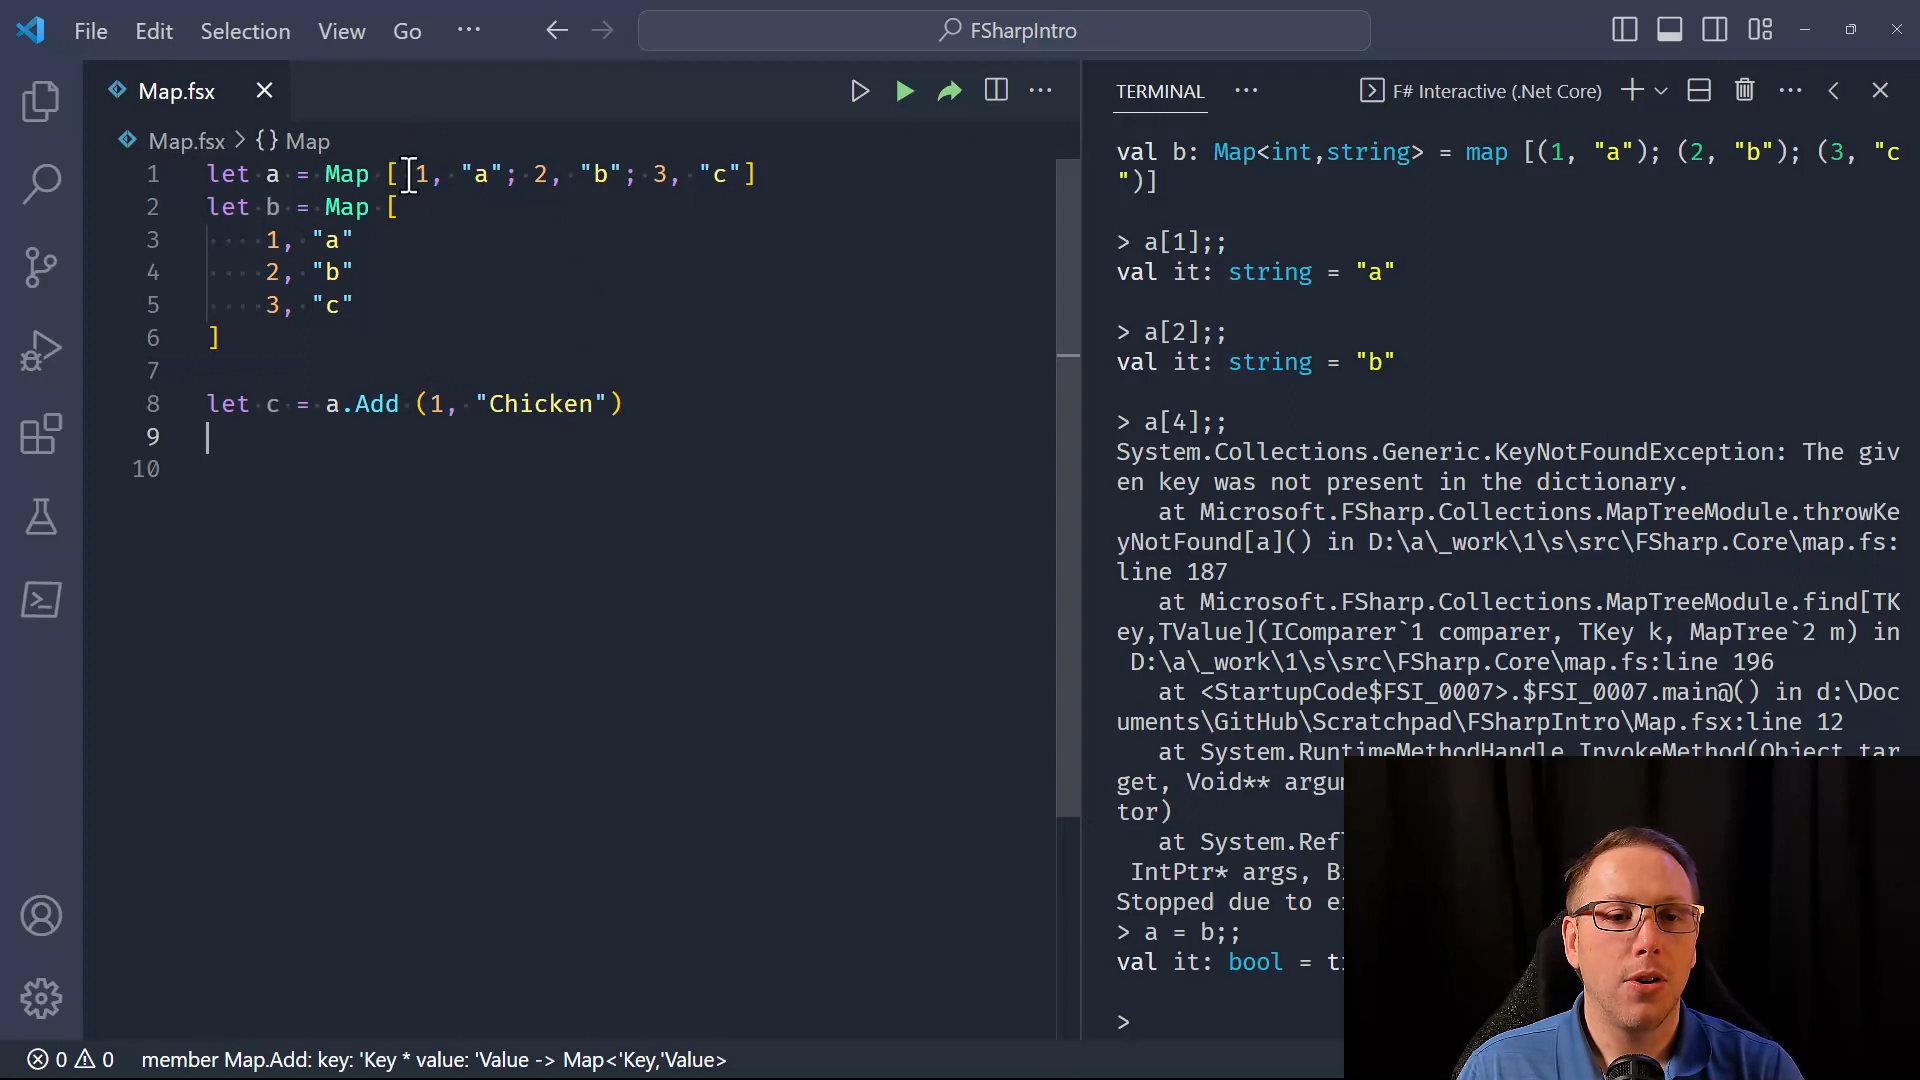 File Edit Selection View Go ··· FSharpIntro
Map.fsx
TERMINAL ··· F# Interactive (.Net Core)
Map.fsx > {} Map
1 let a = Map [ 1, "a"; 2, "b"; 3, "c"]
2 let b = Map [
3 1, "a"
4 2, "b"
5 3, "c"
6 ]
7
8 let c = a.Add (1, "Chicken")
9
10
val b: Map<int,string> = map [(1, "a"); (2, "b"); (3, "c
")]
> a[1];;
val it: string = "a"
> a[2];;
val it: string = "b"
> a[4];;
System.Collections.Generic.KeyNotFoundException: The giv
en key was not present in the dictionary.
at Microsoft.FSharp.Collections.MapTreeModule.throwKe
yNotFound[a]() in D:\a\_work\1\s\src\FSharp.Core\map.fs:
line 187
at Microsoft.FSharp.Collections.MapTreeModule.find[TK
ey,TValue](IComparer`1 comparer, TKey k, MapTree`2 m) in
D:\a\_work\1\s\src\FSharp.Core\map.fs:line 196
at <StartupCode$FSI_0007>.$FSI_0007.main@() in d:\Doc
uments\GitHub\Scratchpad\FSharpIntro\Map.fsx:line 12
at System.RuntimeMethodHandle.InvokeMethod(Object tar
get, Void** argu
tor)
at System.Refl
IntPtr* args, B
Stopped due to e
> a = b;;
val it: bool = t
>
0 0 member Map.Add: key: 'Key * value: 'Value -> Map<'Key,'Value>